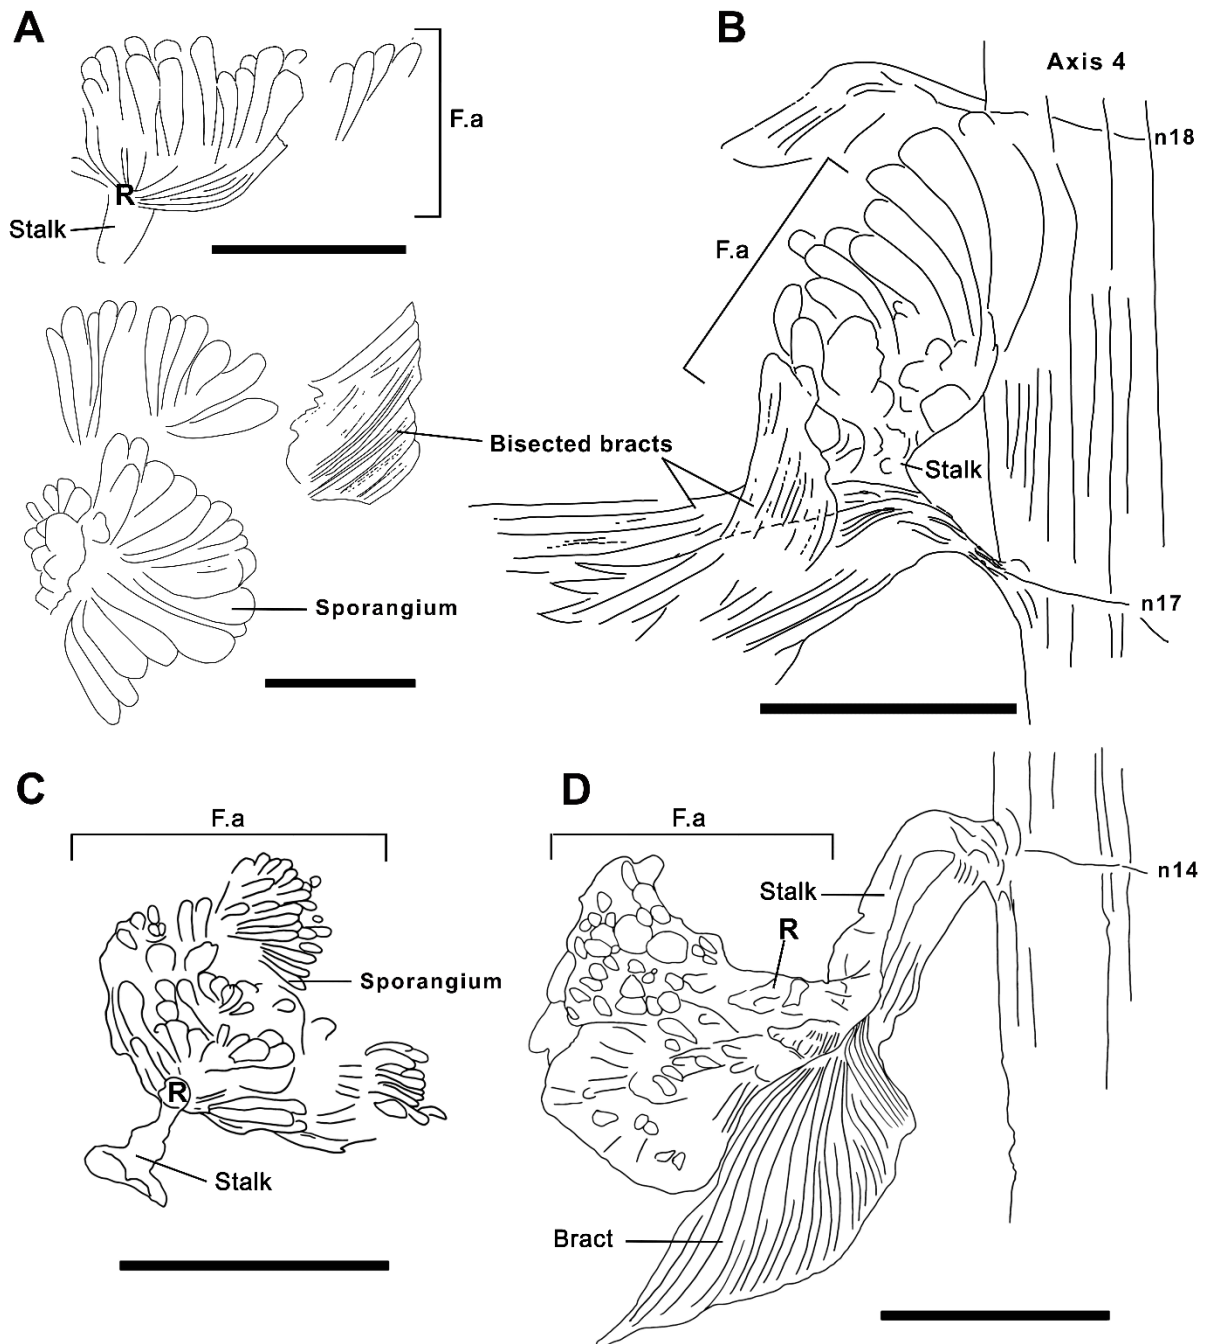 A
F.a
R
Stalk
Bisected bracts
Sporangium
B
Axis 4
n18
F.a
Stalk
n17
C
F.a
Sporangium
R
Stalk
D
F.a
Stalk
R
n14
Bract